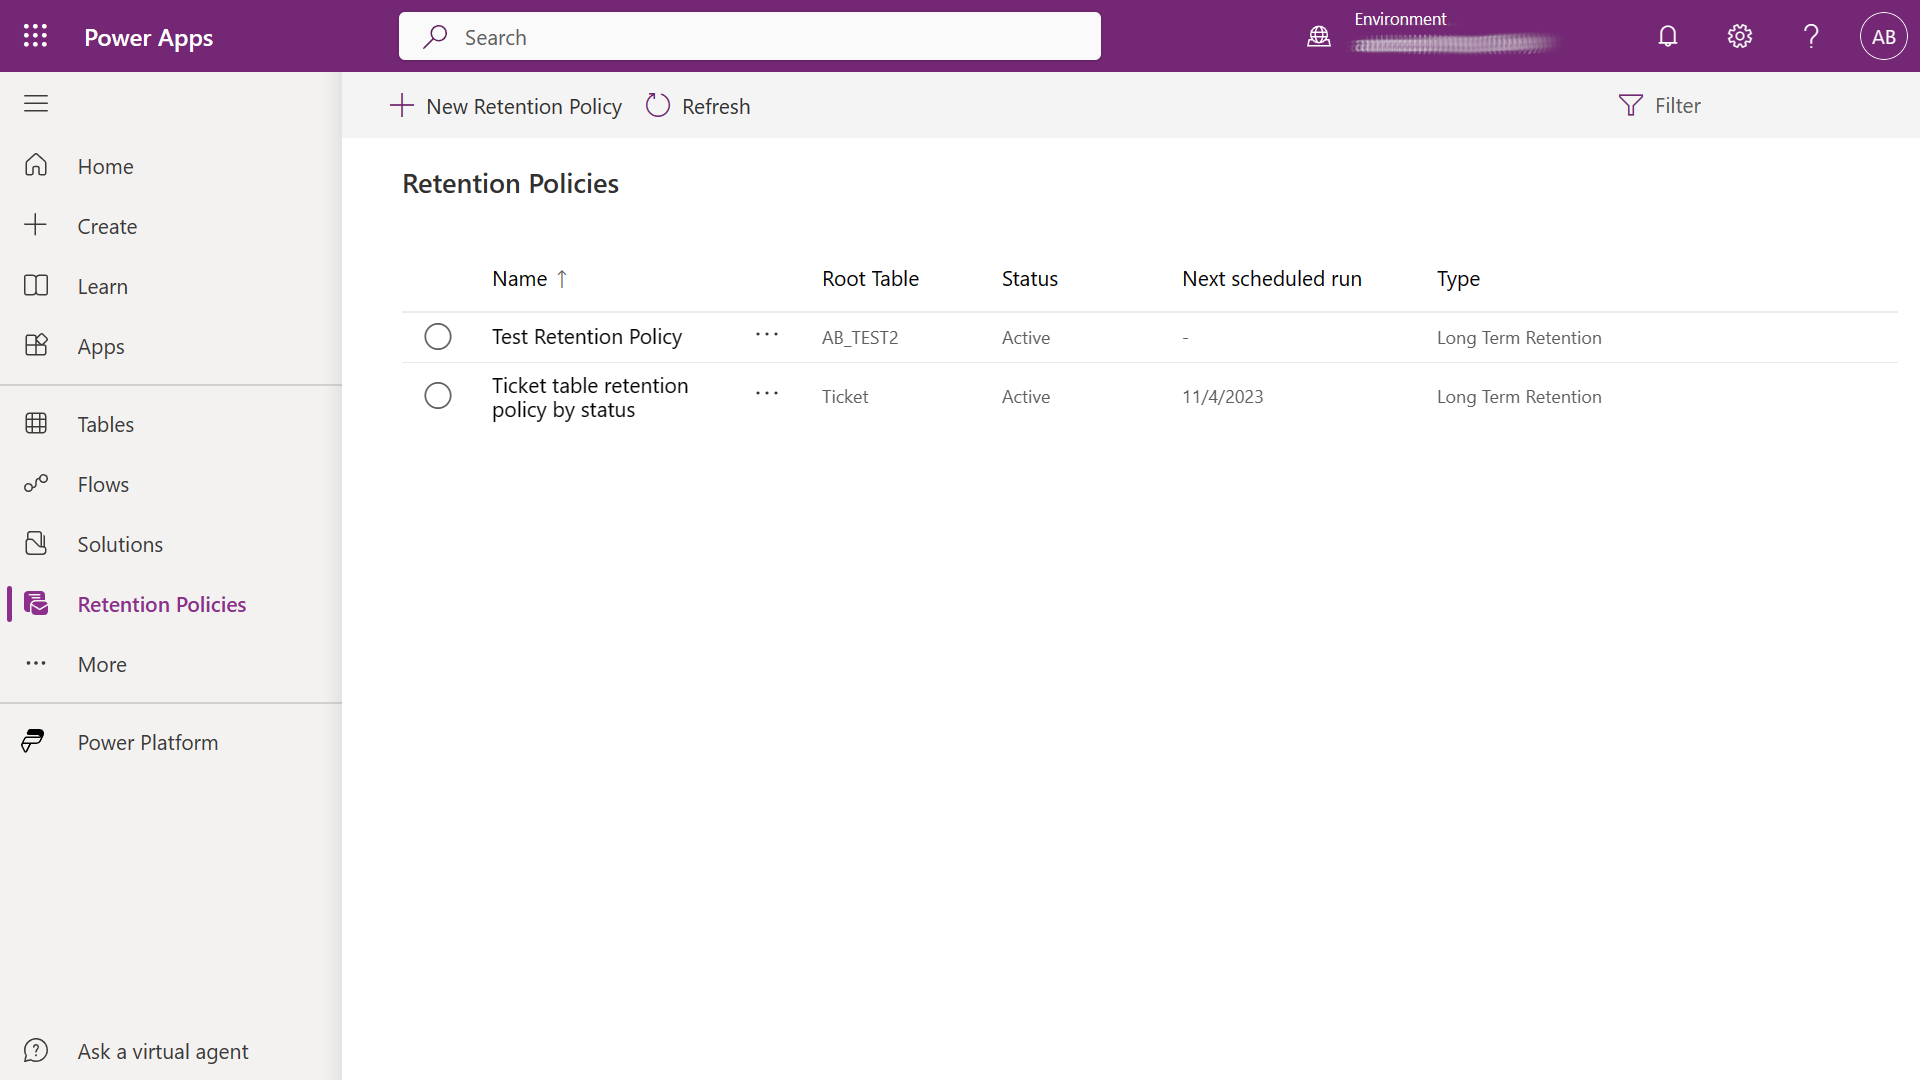 Power Apps
Search
Environment
AB
New Retention Policy
Refresh
Filter
Home
Create
Learn
Apps
Tables
Flows
Solutions
Retention Policies
More
Power Platform
Ask a virtual agent
Retention Policies
Name ↑ Root Table Status Next scheduled run Type
Test Retention Policy ··· AB_TEST2 Active - Long Term Retention
Ticket table retention
policy by status ··· Ticket Active 11/4/2023 Long Term Retention